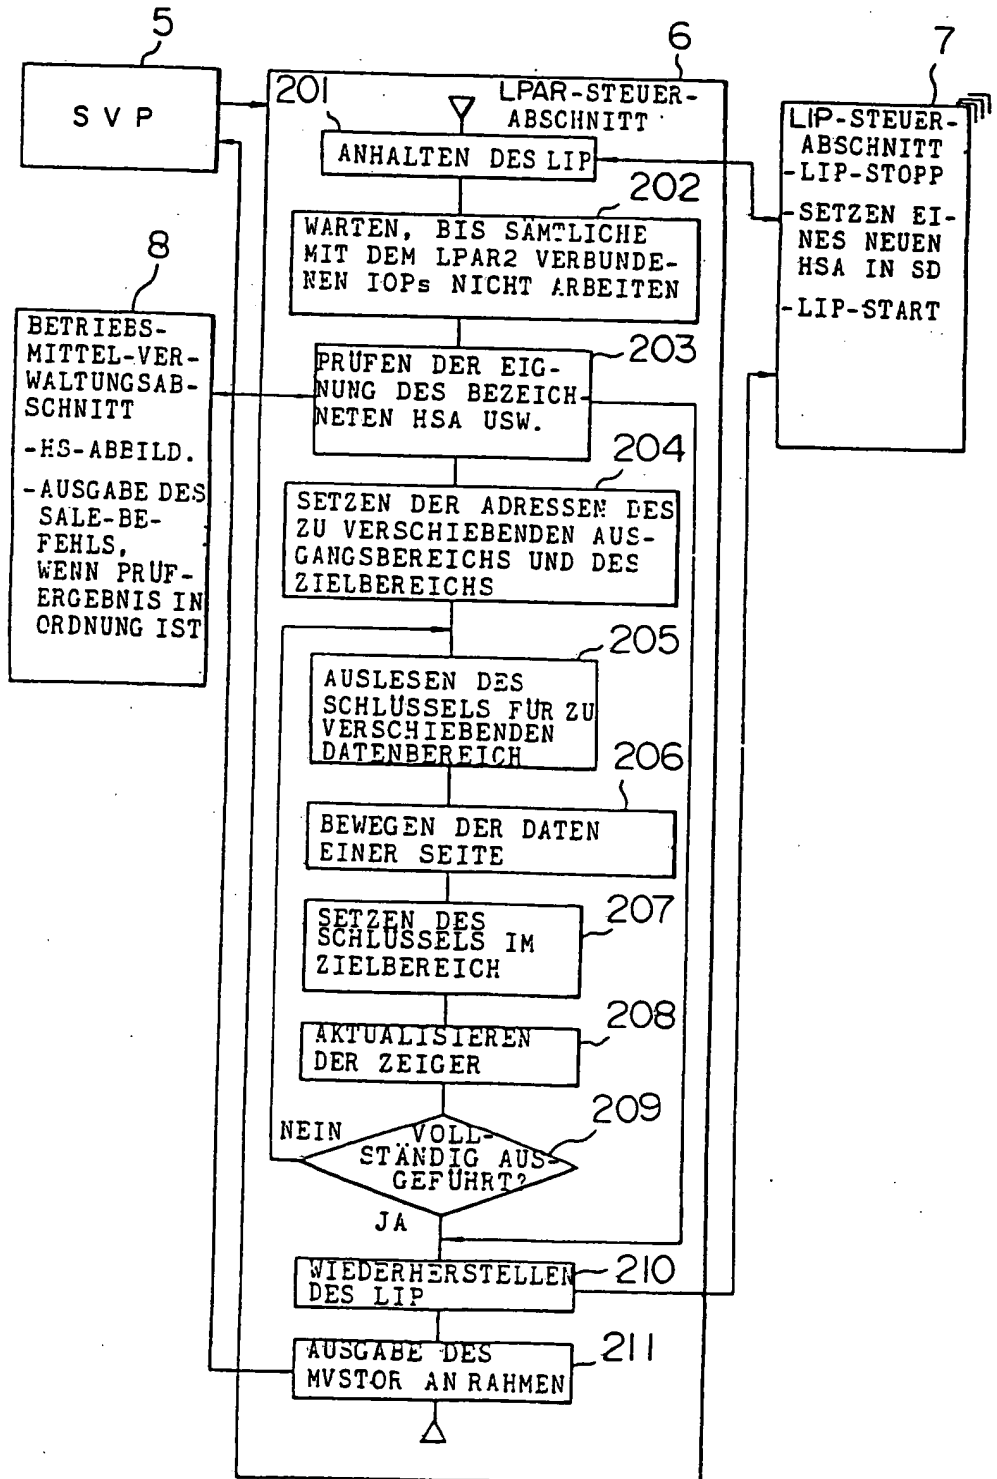 5
SVP
6
LPAR-STEUER-
ABSCHNITT
7
LIP-STEUER-
ABSCHNITT
-LIP-STOPP
-SETZEN EI-
NES NEUEN
HSA IN SD
-LIP-START
8
BETRIEBS-
MITTEL-VER-
WALTUNGSAB-
SCHNITT
-HS-ABBILD.
-AUSGABE DES
SALE-BE-
FEHLS,
WENN PRÜF-
ERGEBNIS IN
ORDNUNG IST
201
ANHALTEN DES LIP
202
WARTEN, BIS SÄMTLICHE
MIT DEM LPAR2 VERBUNDE-
NEN IOPs NICHT ARBEITEN
203
PRÜFEN DER EIG-
NUNG DES BEZEICH-
NETEN HSA USW.
204
SETZEN DER ADRESSEN DES
ZU VERSCHIEBENDEN AUS-
GANGSBEREICHS UND DES
ZIELBEREICHS
205
AUSLESEN DES
SCHLÜSSELS FÜR ZU
VERSCHIEBENDEN
DATENBEREICH
206
BEWEGEN DER DATEN
EINER SEITE
207
SETZEN DES
SCHLÜSSELS IM
ZIELBEREICH
208
AKTUALISIEREN
DER ZEIGER
209
VOLL-
STÄNDIG AUS-
GEFÜHRT?
NEIN
JA
210
WIEDERHERSTELLEN
DES LIP
211
AUSGABE DES
MVSTOR AN RAHMEN